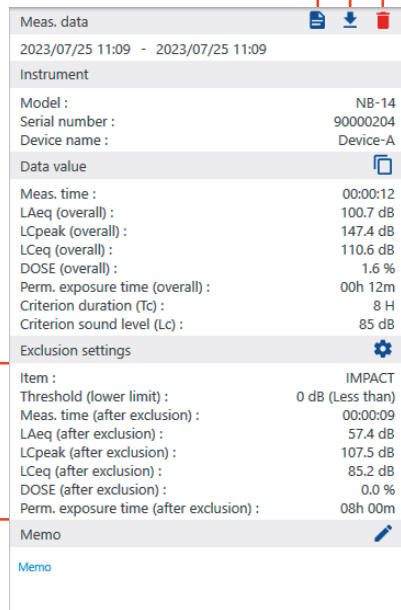 Meas. data
2023/07/25 11:09 - 2023/07/25 11:09
Instrument
Model : NB-14
Serial number : 90000204
Device name : Device-A
Data value
Meas. time : 00:00:12
LAeq (overall) : 100.7 dB
LCpeak (overall) : 147.4 dB
LCeq (overall) : 110.6 dB
DOSE (overall) : 1.6 %
Perm. exposure time (overall) : 00h 12m
Criterion duration (Tc) : 8 H
Criterion sound level (Lc) : 85 dB
Exclusion settings
Item : IMPACT
Threshold (lower limit) : 0 dB (Less than)
Meas. time (after exclusion) : 00:00:09
LAeq (after exclusion) : 57.4 dB
LCpeak (after exclusion) : 107.5 dB
LCeq (after exclusion) : 85.2 dB
DOSE (after exclusion) : 0.0 %
Perm. exposure time (after exclusion) : 08h 00m
Memo
Memo